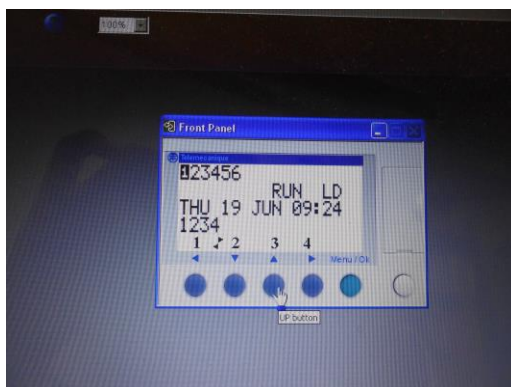 100%
Front Panel
Telemecanique
123456
RUN LD
THU 19 JUN 09:24
1234
1 2 3 4
Menu / Ok
UP button